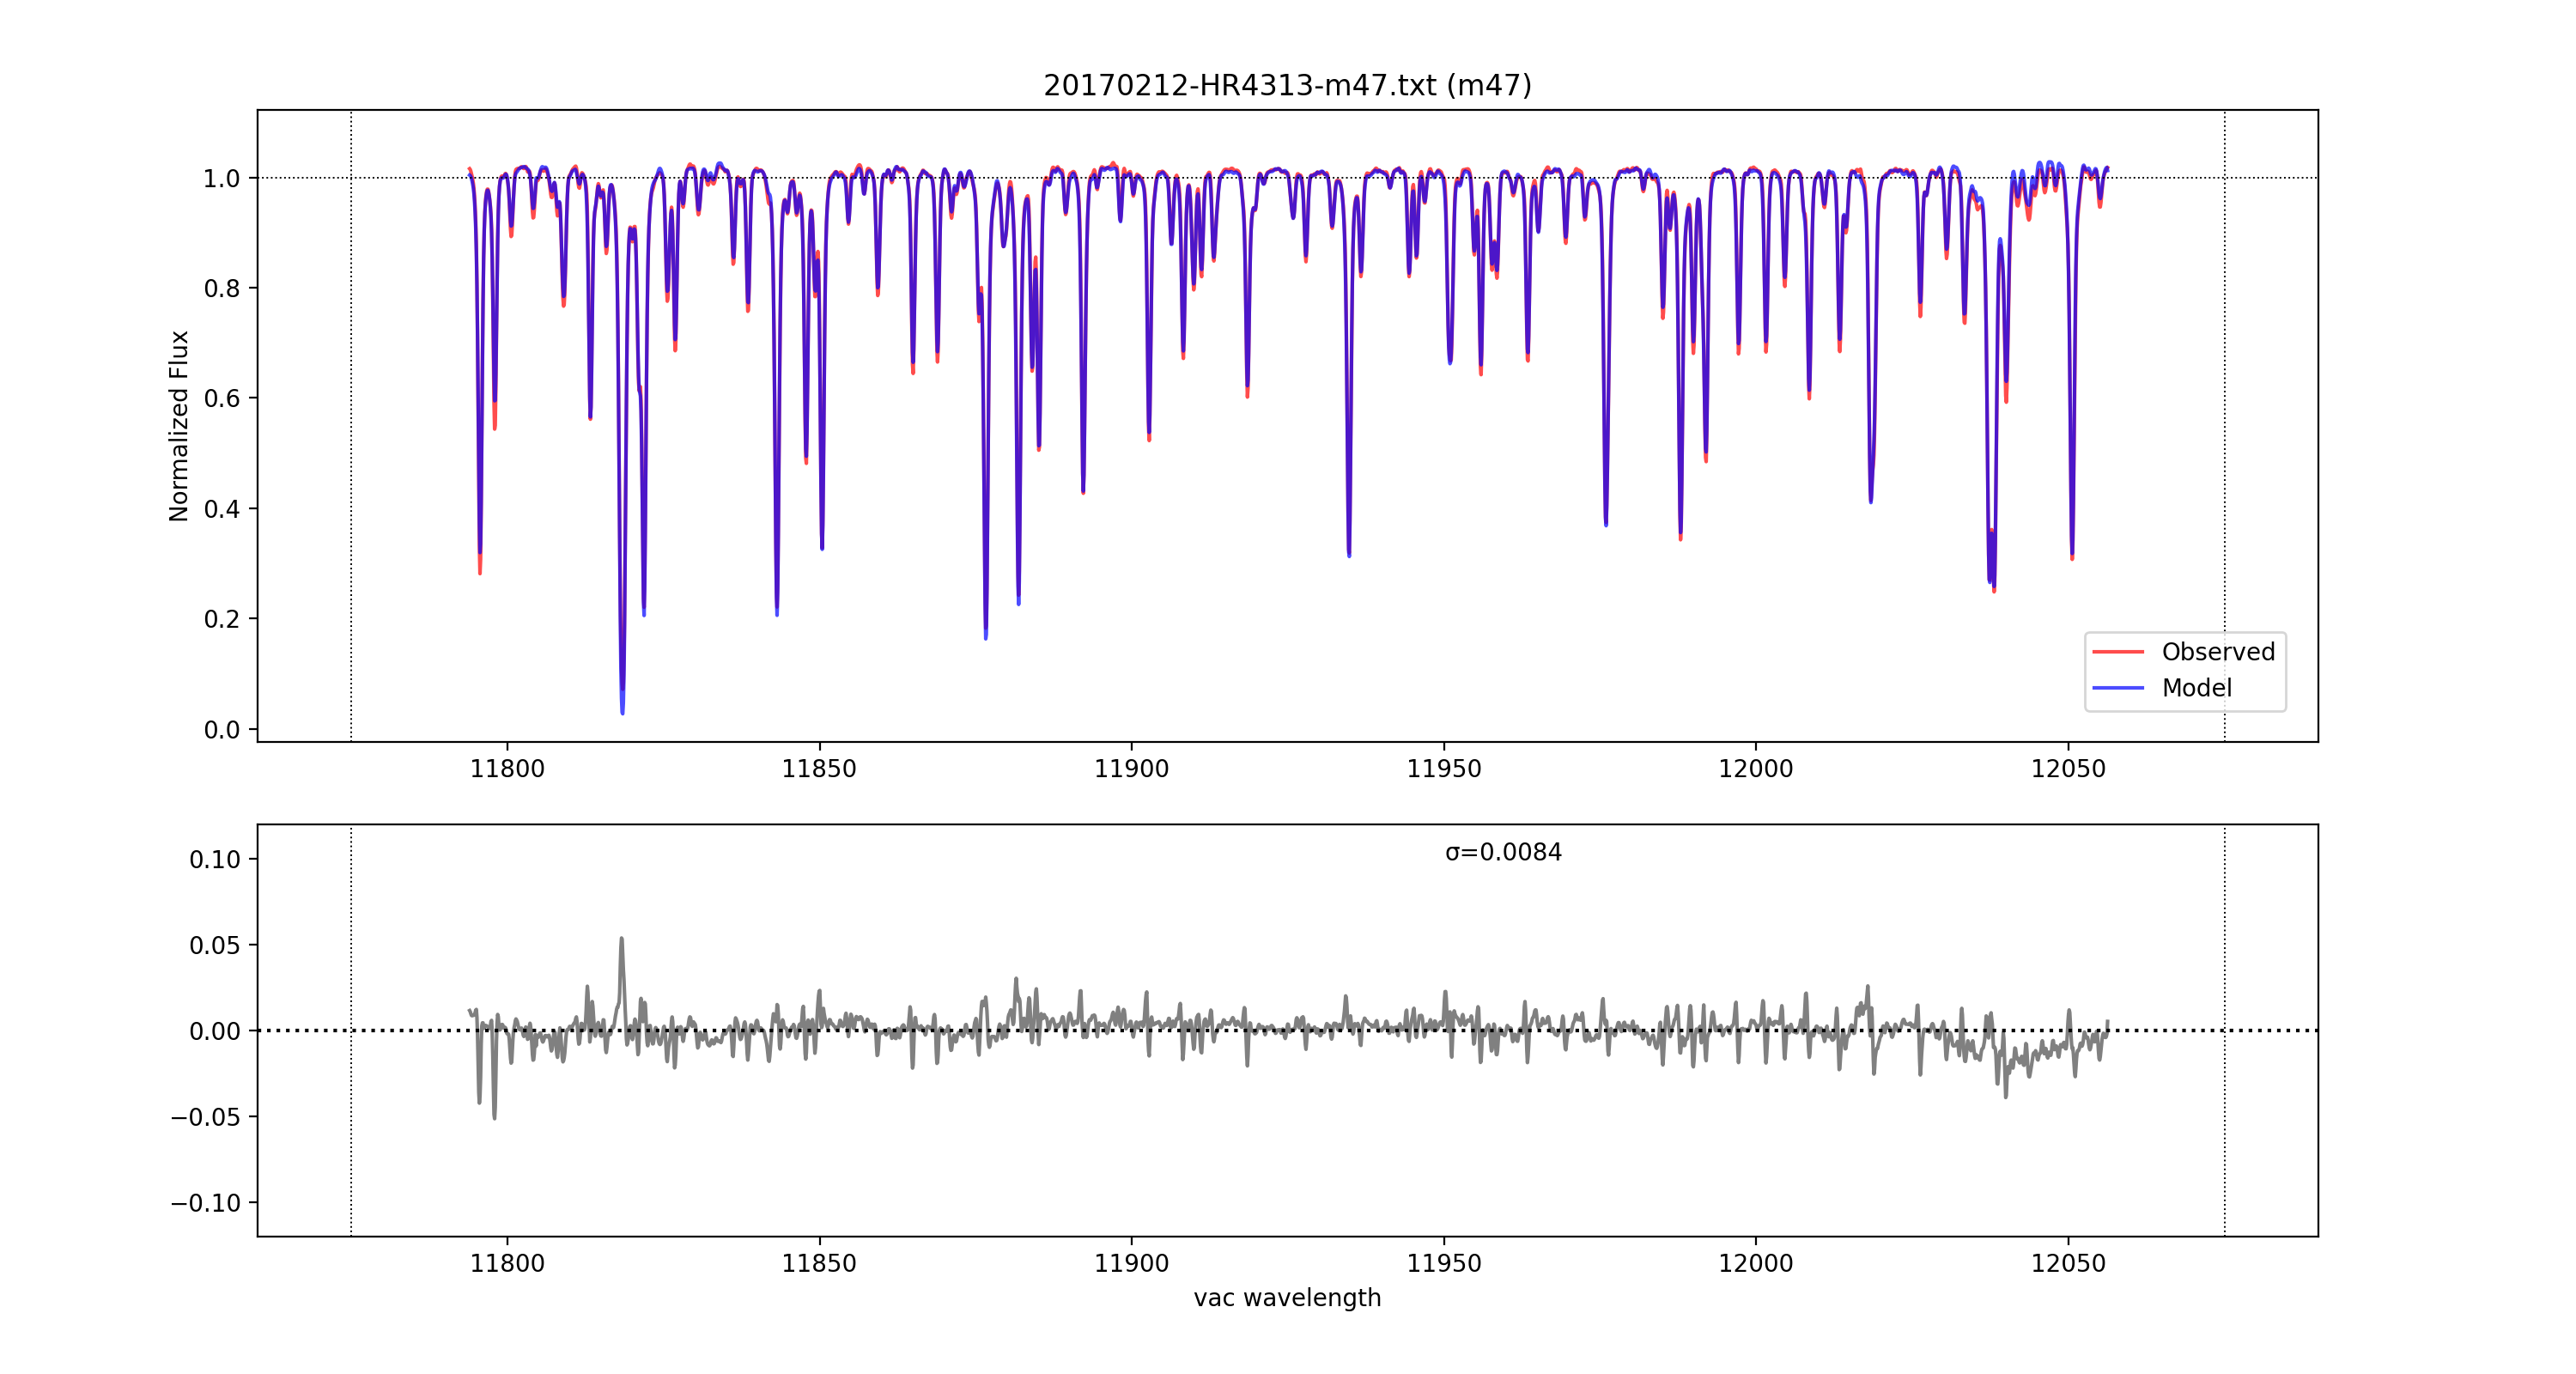 20170212-HR4313-m47.txt (m47)
Normalized Flux
1.0
0.8
0.6
0.4
0.2
0.0
Observed
Model
11800 11850 11900 11950 12000 12050
σ=0.0084
0.10
0.05
0.00
−0.05
−0.10
11800 11850 11900 11950 12000 12050
vac wavelength